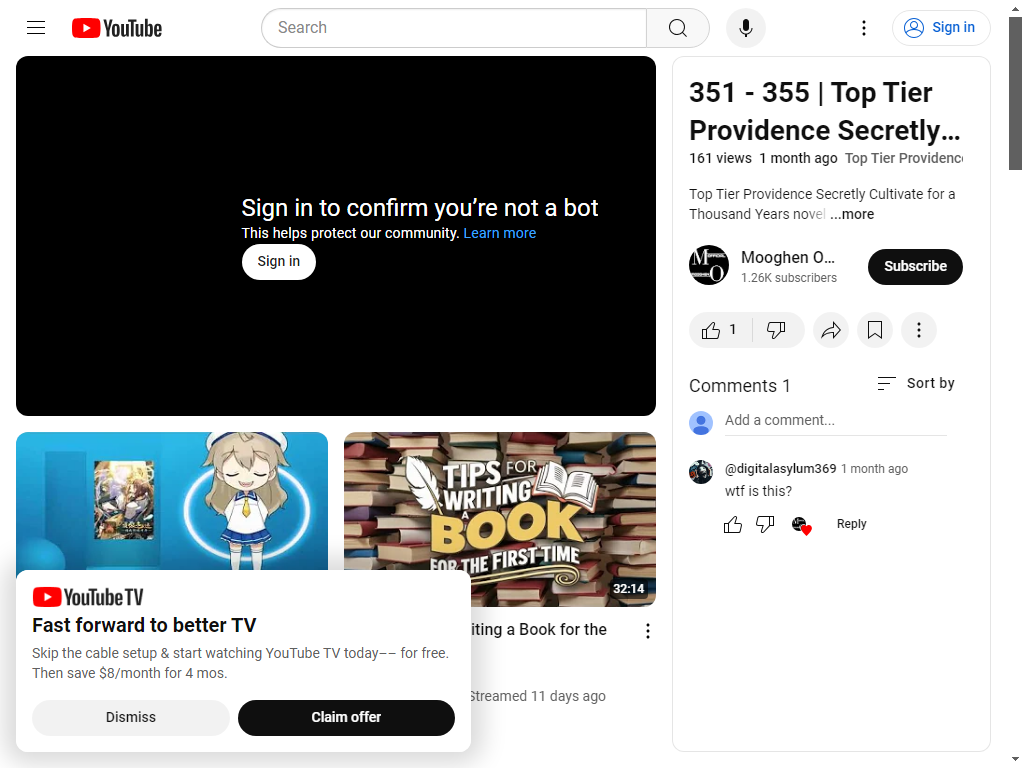 YouTube
Search
Sign in
Sign in to confirm you’re not a bot
This helps protect our community. Learn more
Sign in
351 - 355 | Top Tier
Providence Secretly...
161 views 1 month ago Top Tier Providence
Top Tier Providence Secretly Cultivate for a
Thousand Years novel ...more
Mooghen O...
1.26K subscribers
Subscribe
1
Comments 1
Sort by
Add a comment...
@digitalasylum369 1 month ago
wtf is this?
Reply
TIPS FOR
WRITING
A
BOOK
FOR THE FIRST TIME
32:14
iting a Book for the
Streamed 11 days ago
YouTube TV
Fast forward to better TV
Skip the cable setup & start watching YouTube TV today–– for free.
Then save $8/month for 4 mos.
Dismiss
Claim offer